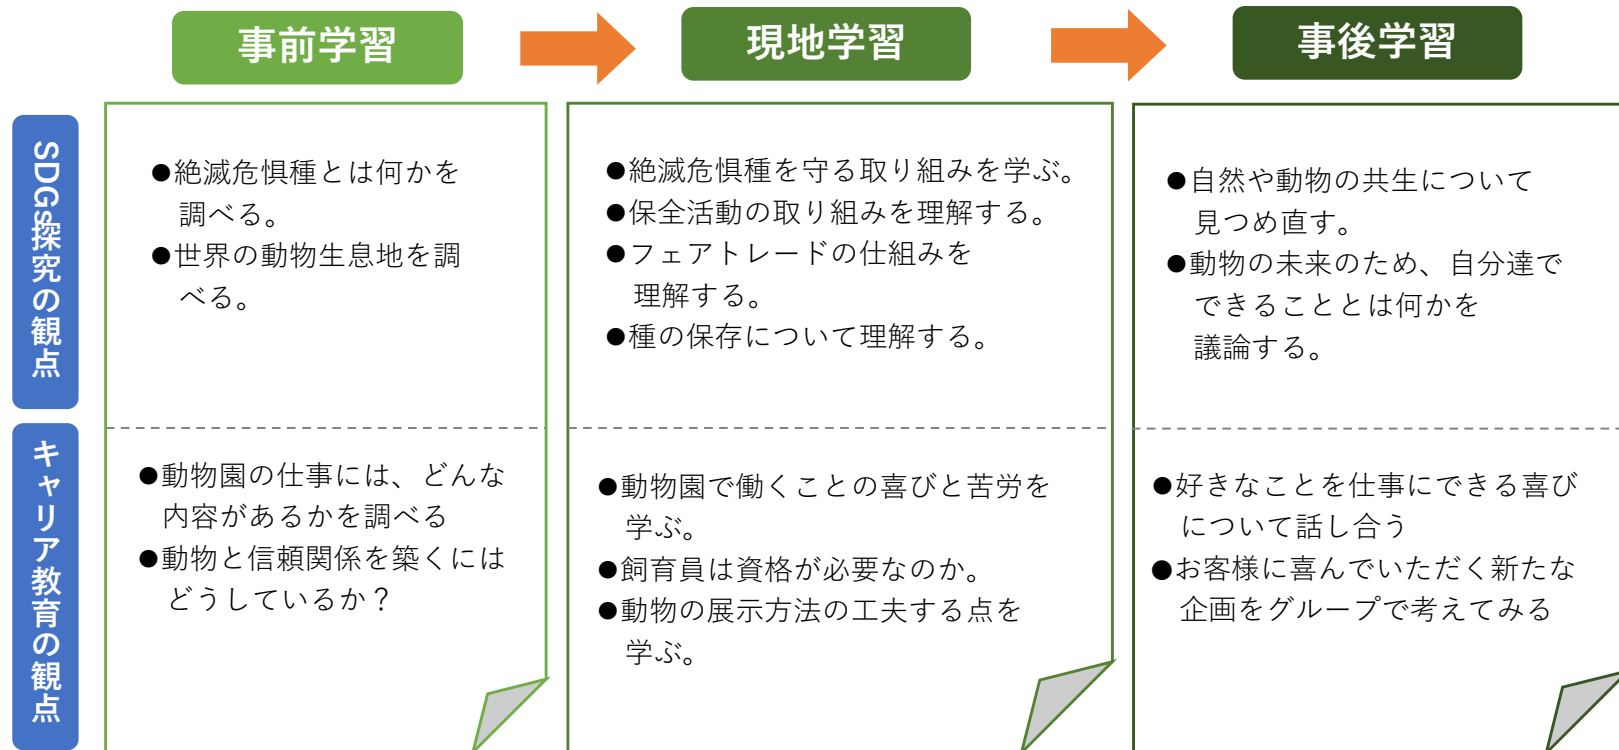 事前学習
現地学習
事後学習
SDGs探究の観点
●絶滅危惧種とは何かを
調べる。
●世界の動物生息地を調
べる。
●絶滅危惧種を守る取り組みを学ぶ。
●保全活動の取り組みを理解する。
●フェアトレードの仕組みを
理解する。
●種の保存について理解する。
●自然や動物の共生について
見つめ直す。
●動物の未来のため、自分達で
できることとは何かを
議論する。
キャリア教育の観点
●動物園の仕事には、どんな
内容があるかを調べる
●動物と信頼関係を築くには
どうしているか？
●動物園で働くことの喜びと苦労を
学ぶ。
●飼育員は資格が必要なのか。
●動物の展示方法の工夫する点を
学ぶ。
●好きなことを仕事にできる喜び
について話し合う
●お客様に喜んでいただく新たな
企画をグループで考えてみる